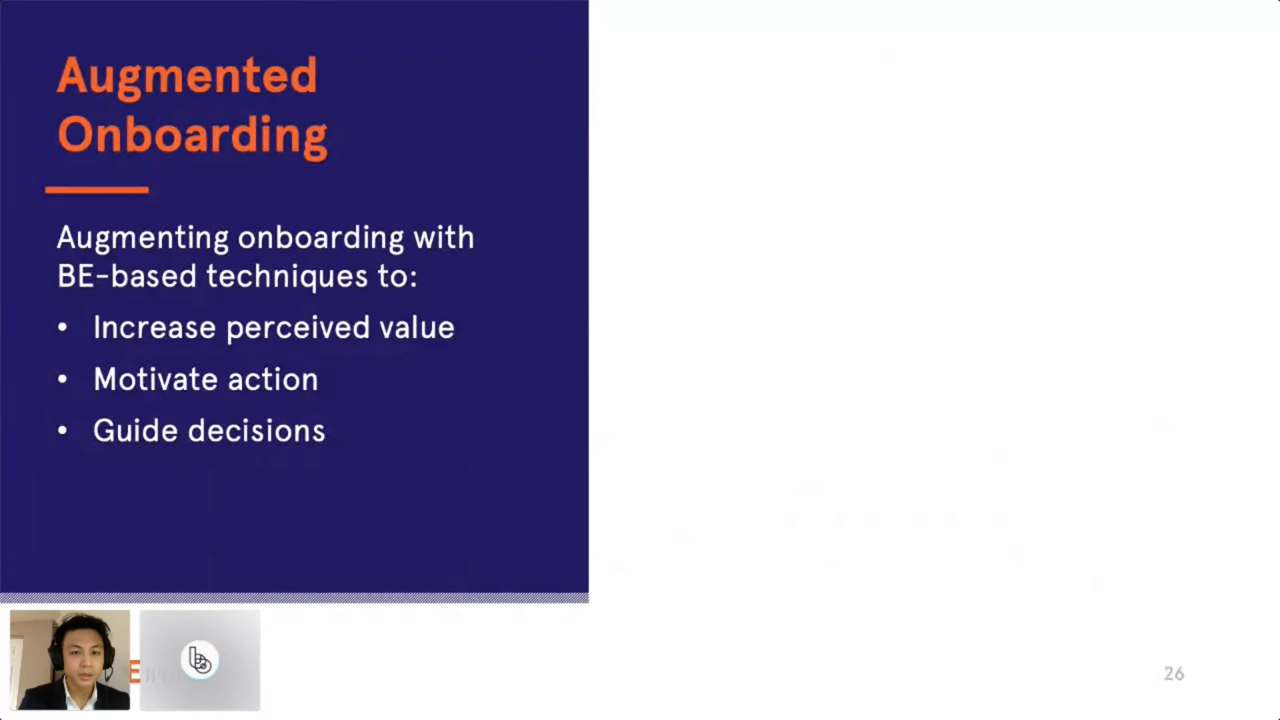 Augmented
Onboarding
Augmenting onboarding with
BE-based techniques to:
• Increase perceived value
• Motivate action
• Guide decisions
26